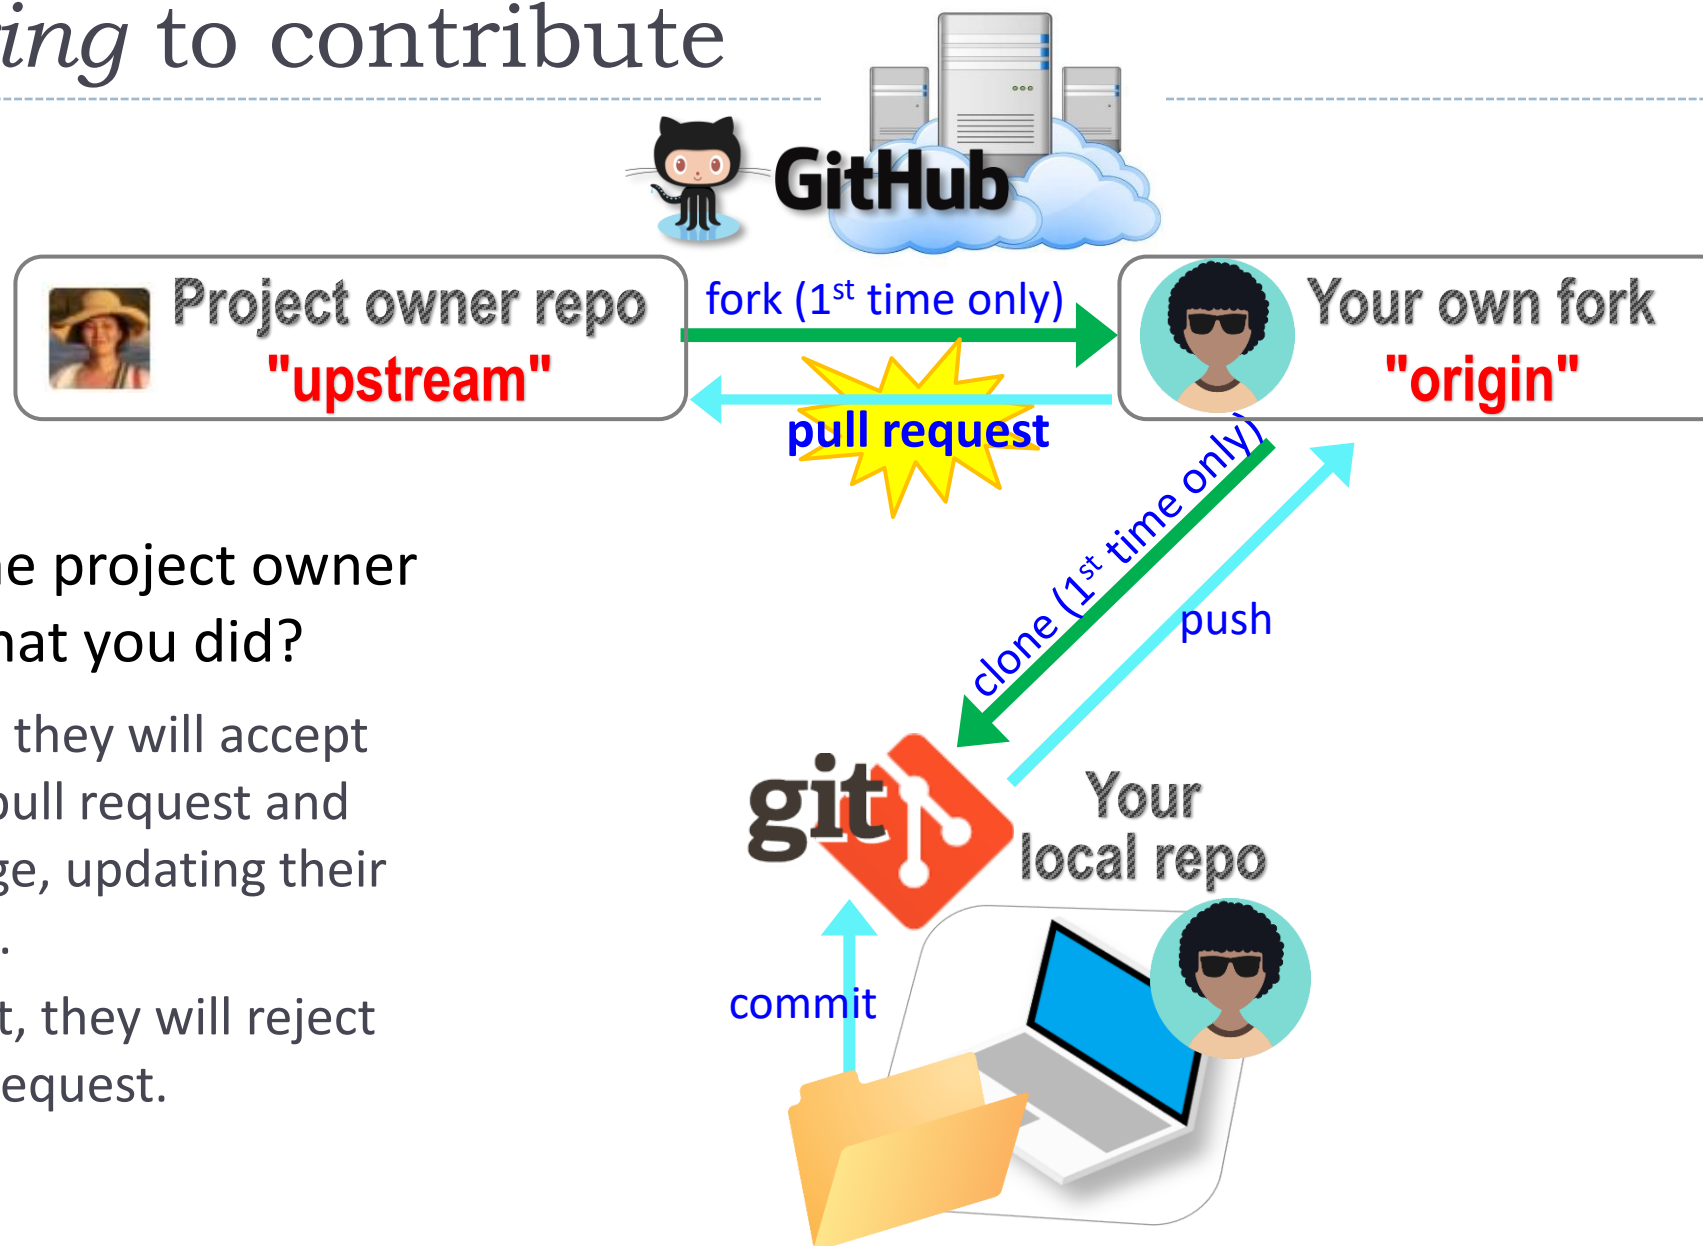 ing to contribute
GitHub
Project owner repo
"upstream"
fork (1st time only)
pull request
Your own fork
"origin"
clone (1st time only)
push
e project owner
at you did?
they will accept
pull request and
ge, updating their
.
t, they will reject
equest.
git
Your
local repo
commit